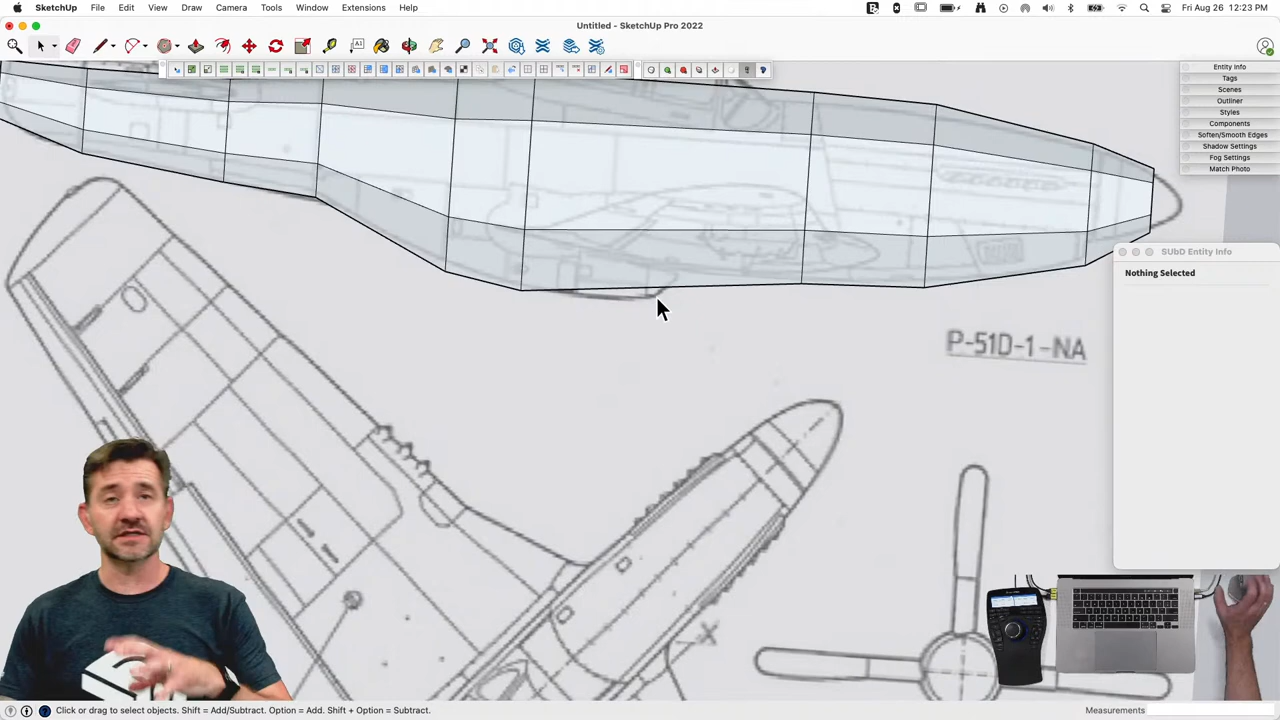 SketchUp File Edit View Draw Camera Tools Window Extensions Help
Fri Aug 26 12:23 PM
Untitled - SketchUp Pro 2022
Entity Info
Tags
Scenes
Outliner
Styles
Components
Soften/Smooth Edges
Shadow Settings
Fog Settings
Match Photo
SUbD Entity Info
Nothing Selected
P-51D-1-NA
Click or drag to select objects. Shift = Add/Subtract. Option = Add. Shift + Option = Subtract.
Measurements